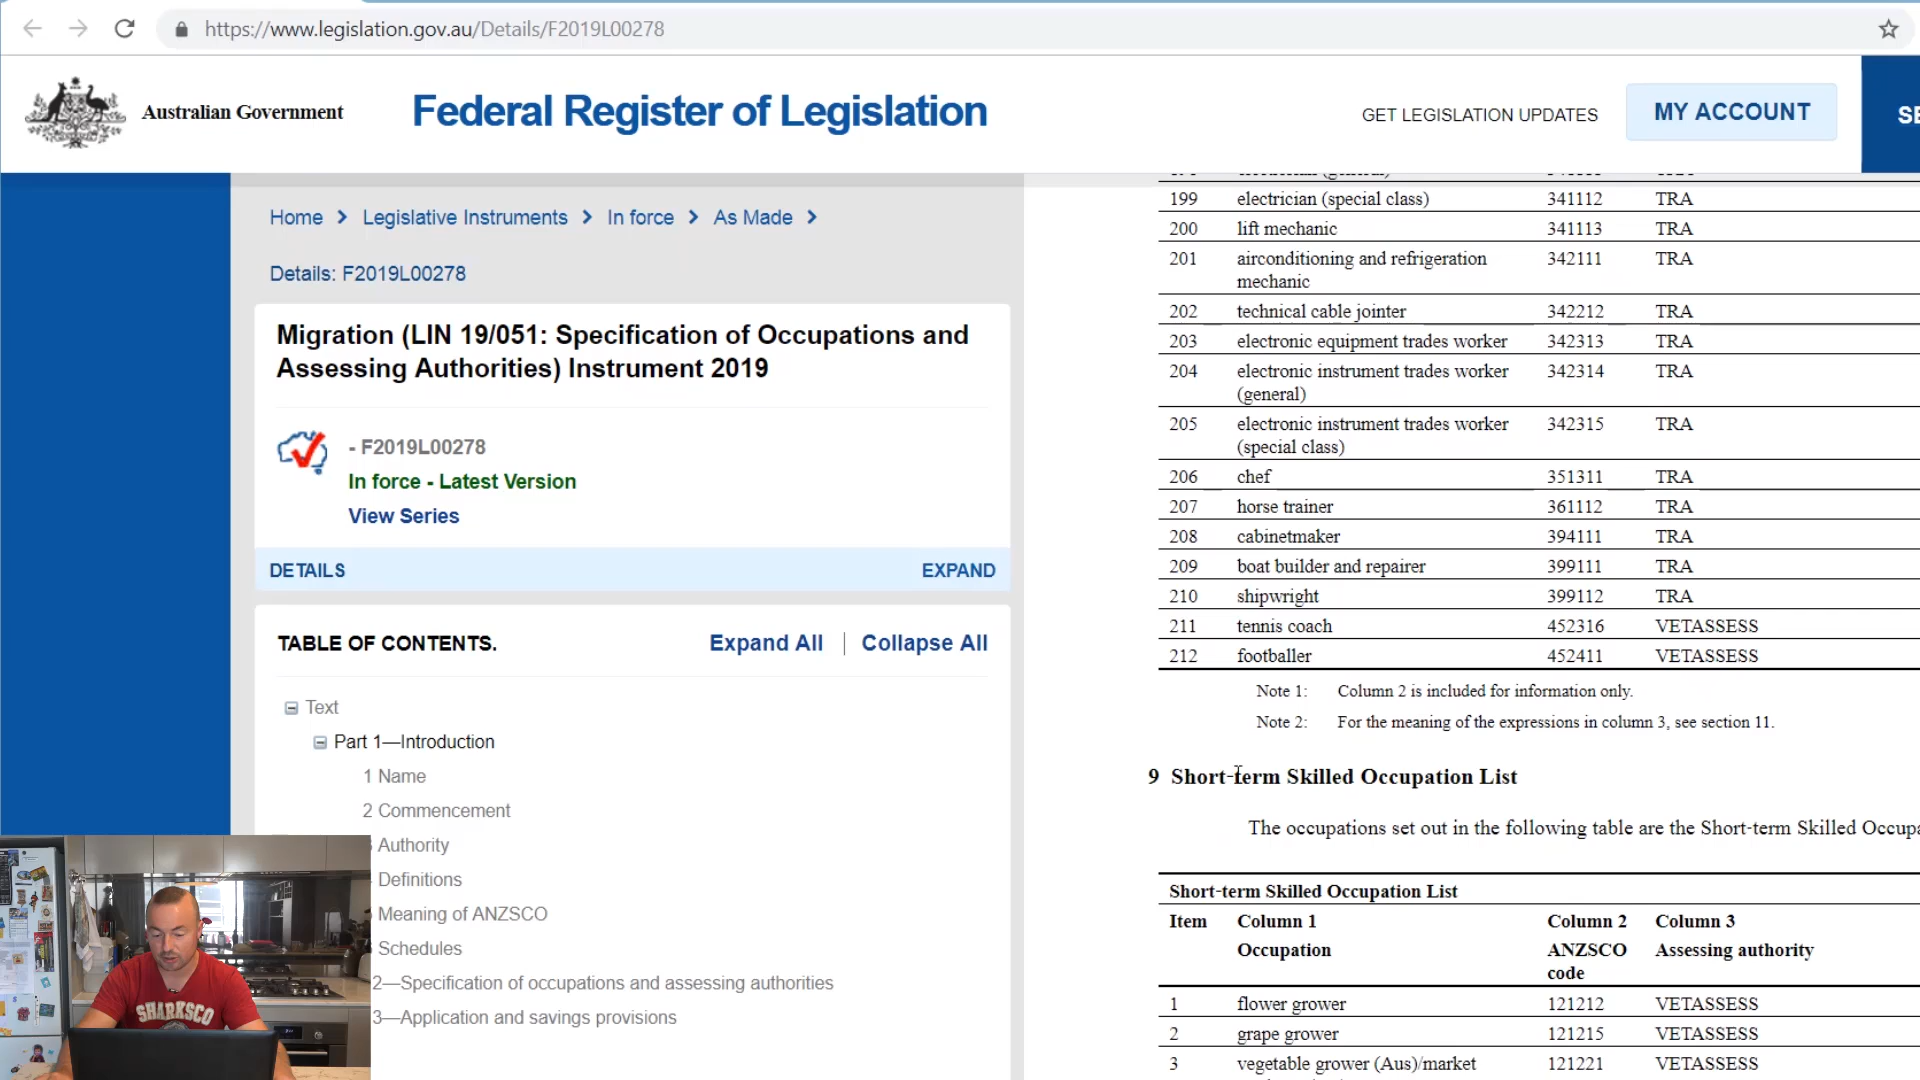 https://www.legislation.gov.au/Details/F2019L00278
Australian Government
Federal Register of Legislation
GET LEGISLATION UPDATES
MY ACCOUNT
SE
Home > Legislative Instruments > In force > As Made >
Details: F2019L00278
Migration (LIN 19/051: Specification of Occupations and
Assessing Authorities) Instrument 2019
- F2019L00278
In force - Latest Version
View Series
DETAILS
EXPAND
TABLE OF CONTENTS.
Expand All | Collapse All
Text
Part 1—Introduction
1 Name
2 Commencement
Authority
Definitions
Meaning of ANZSCO
Schedules
2—Specification of occupations and assessing authorities
3—Application and savings provisions
SHARKSCO
199 electrician (special class) 341112 TRA
200 lift mechanic 341113 TRA
201 airconditioning and refrigeration 342111 TRA
mechanic
202 technical cable jointer 342212 TRA
203 electronic equipment trades worker 342313 TRA
204 electronic instrument trades worker 342314 TRA
(general)
205 electronic instrument trades worker 342315 TRA
(special class)
206 chef 351311 TRA
207 horse trainer 361112 TRA
208 cabinetmaker 394111 TRA
209 boat builder and repairer 399111 TRA
210 shipwright 399112 TRA
211 tennis coach 452316 VETASSESS
212 footballer 452411 VETASSESS
Note 1: Column 2 is included for information only.
Note 2: For the meaning of the expressions in column 3, see section 11.
9 Short-term Skilled Occupation List
The occupations set out in the following table are the Short-term Skilled Occupa
Short-term Skilled Occupation List
Item Column 1 Column 2 Column 3
Occupation ANZSCO Assessing authority
code
1 flower grower 121212 VETASSESS
2 grape grower 121215 VETASSESS
3 vegetable grower (Aus)/market 121221 VETASSESS